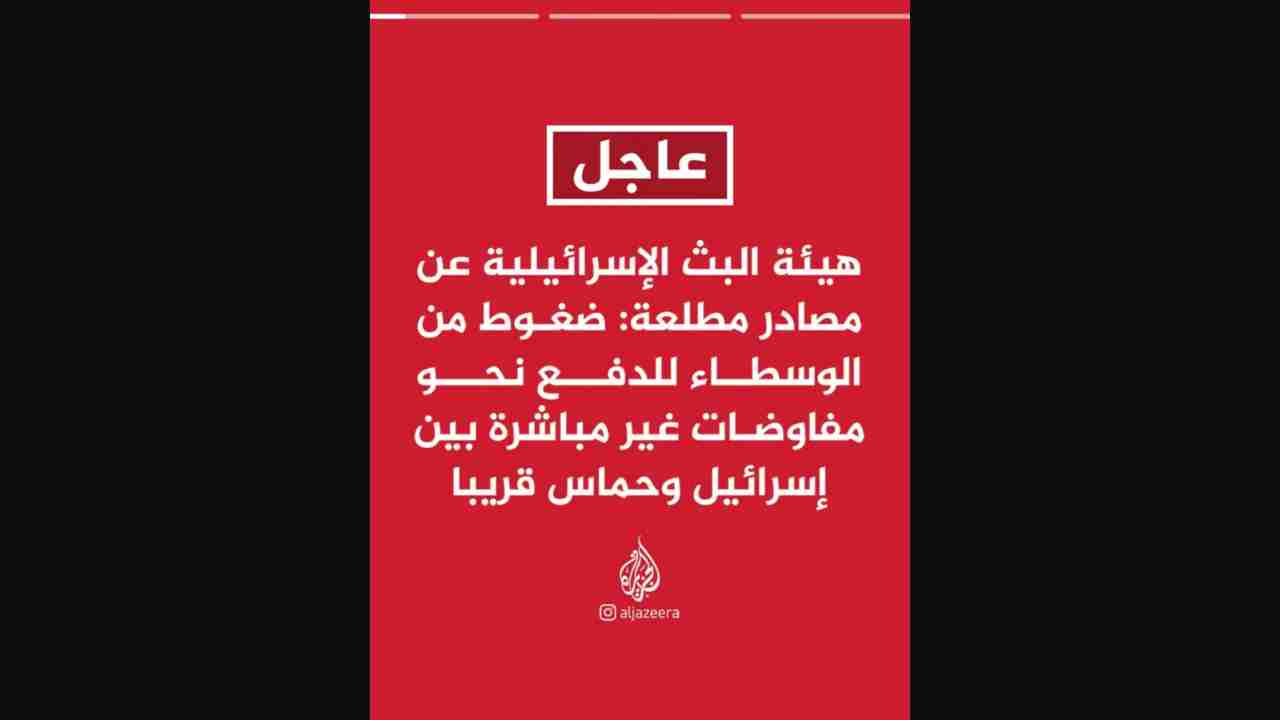 عاجل
هيئة البث الإسرائيلية عن
مصادر مطلعة: ضغوط من
الوسطاء للدفع نحو
مفاوضات غير مباشرة بين
إسرائيل وحماس قريبا
الجزيرة
aljazeera